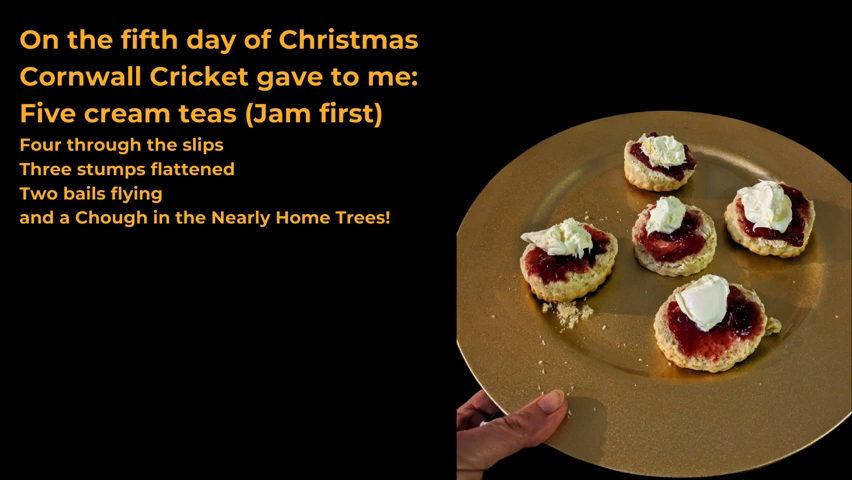 On the fifth day of Christmas
Cornwall Cricket gave to me:
Five cream teas (Jam first)
Four through the slips
Three stumps flattened
Two bails flying
and a Chough in the Nearly Home Trees!